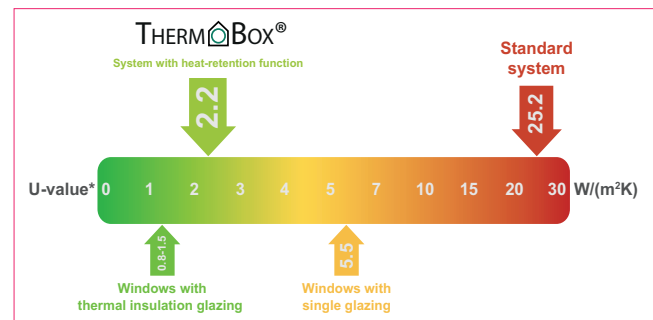 THERMBOX®
System with heat-retention function
Standard
system
2.2
25.2
U-value* 0 1 2 3 4 5 7 10 15 20 30 W/(m²K)
0.8-1.5
5.5
Windows with
thermal insulation glazing
Windows with
single glazing